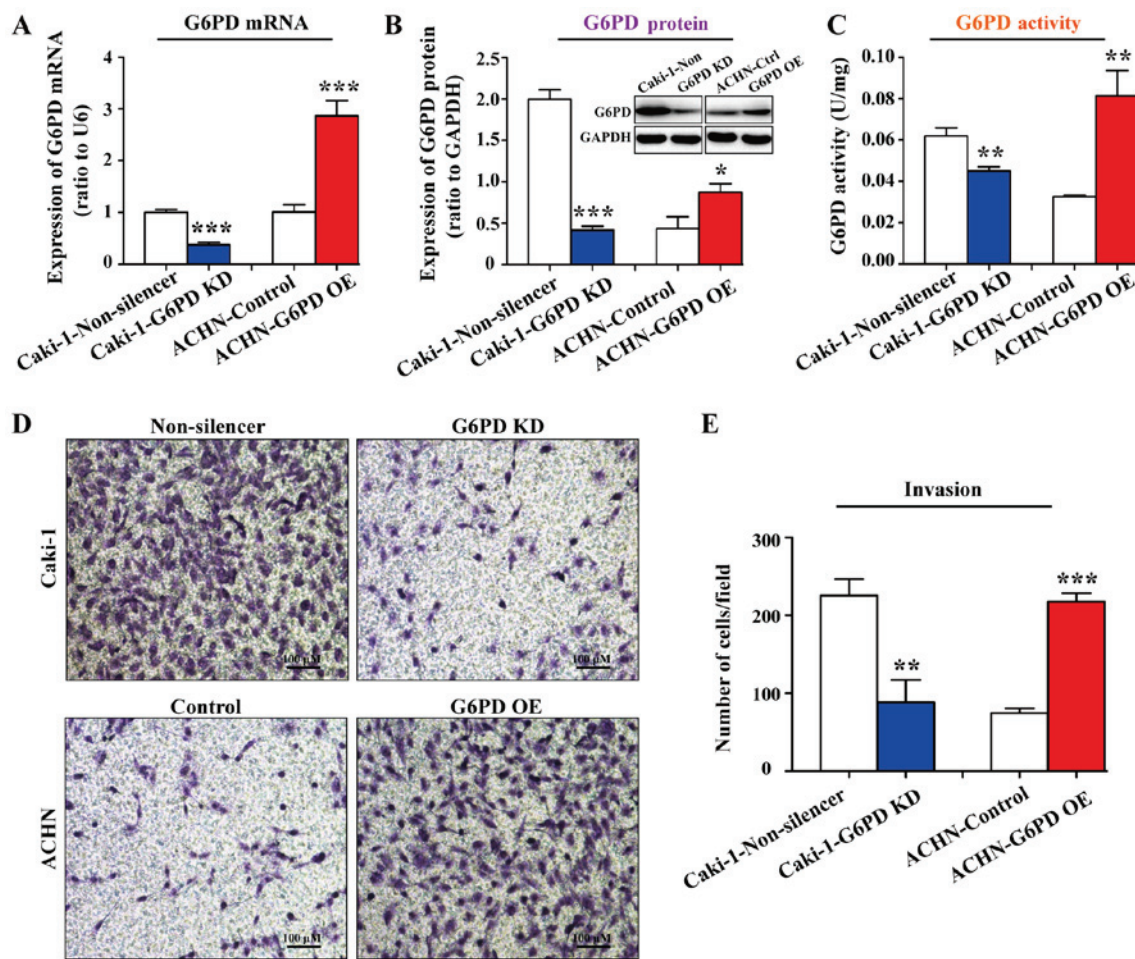 A
G6PD mRNA
Expression of G6PD mRNA
(ratio to U6)
4
3
2
1
0
***
***
Caki-1-Non-silencer
Caki-1-G6PD KD
ACHN-Control
ACHN-G6PD OE
B
G6PD protein
Expression of G6PD protein
(ratio to GAPDH)
2.5
2.0
1.5
1.0
0.5
0
Caki-1-Non
G6PD KD
ACHN-Ctrl
G6PD OE
G6PD
GAPDH
***
*
Caki-1-Non-silencer
Caki-1-G6PD KD
ACHN-Control
ACHN-G6PD OE
C
G6PD activity
G6PD activity (U/mg)
0.10
0.08
0.06
0.04
0.02
0.00
**
**
Caki-1-Non-silencer
Caki-1-G6PD KD
ACHN-Control
ACHN-G6PD OE
D
Non-silencer
G6PD KD
Caki-1
100 μM
100 μM
Control
G6PD OE
ACHN
100 μM
100 μM
E
Invasion
Number of cells/field
300
200
100
0
**
***
Caki-1-Non-silencer
Caki-1-G6PD KD
ACHN-Control
ACHN-G6PD OE